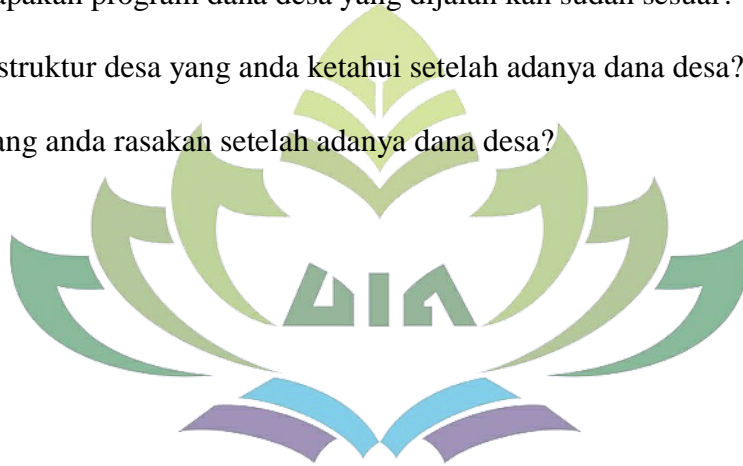 apakan program dana desa yang dijalan kan sudah sesuai?
struktur desa yang anda ketahui setelah adanya dana desa?
ang anda rasakan setelah adanya dana desa?
UIN